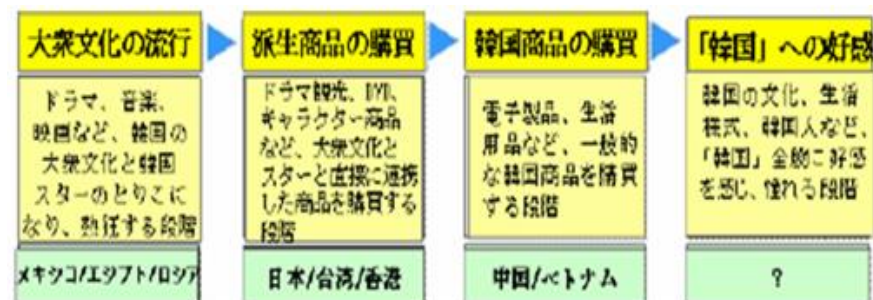 大衆文化の流行
派生商品の購買
韓国商品の購買
「韓国」への好感
ドラマ、音楽、
映画など、韓国の
大衆文化と韓国
スターのとりこに
なり、熱狂する段階
ドラマ観光、DVD、
キャラクター商品
など、大衆文化と
スターと直接に連携
した商品を購買する
段階
電子製品、生活
用品など、一般的
な韓国商品を購買
する段階
韓国の文化、生活
様式、韓国人など、
「韓国」全般に好感
を感じ、憧れる段階
メキシコ/エジプト/ロシア
日本/台湾/香港
中国/ベトナム
?